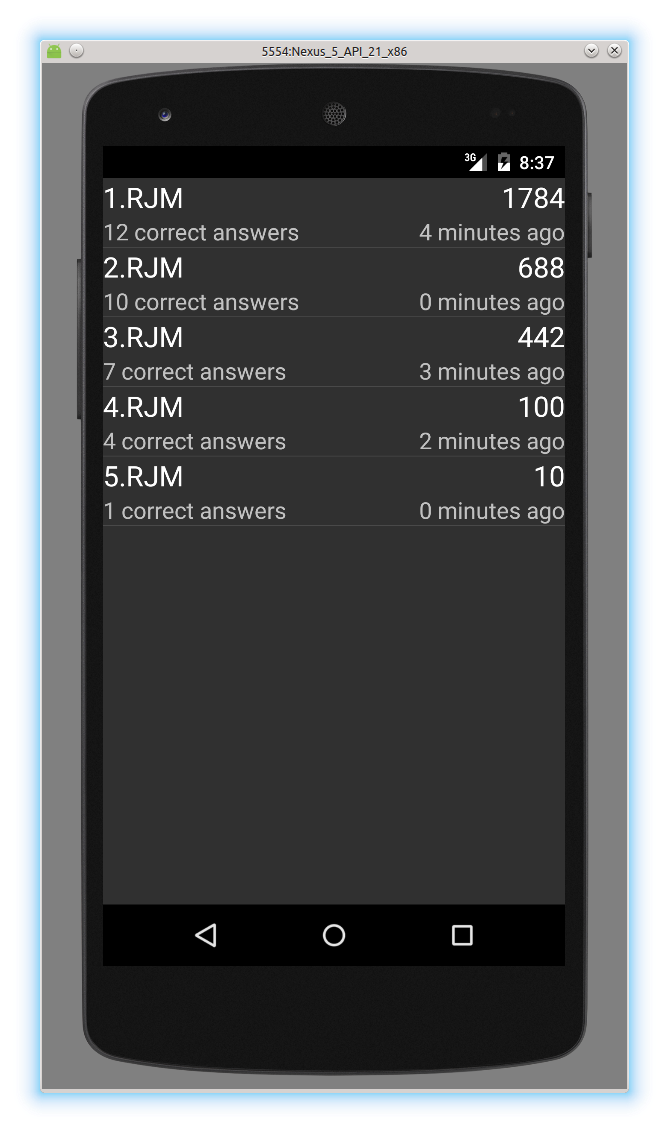 5554:Nexus_5_API_21_x86
3G 8:37
1.RJM 1784
12 correct answers 4 minutes ago
2.RJM 688
10 correct answers 0 minutes ago
3.RJM 442
7 correct answers 3 minutes ago
4.RJM 100
4 correct answers 2 minutes ago
5.RJM 10
1 correct answers 0 minutes ago